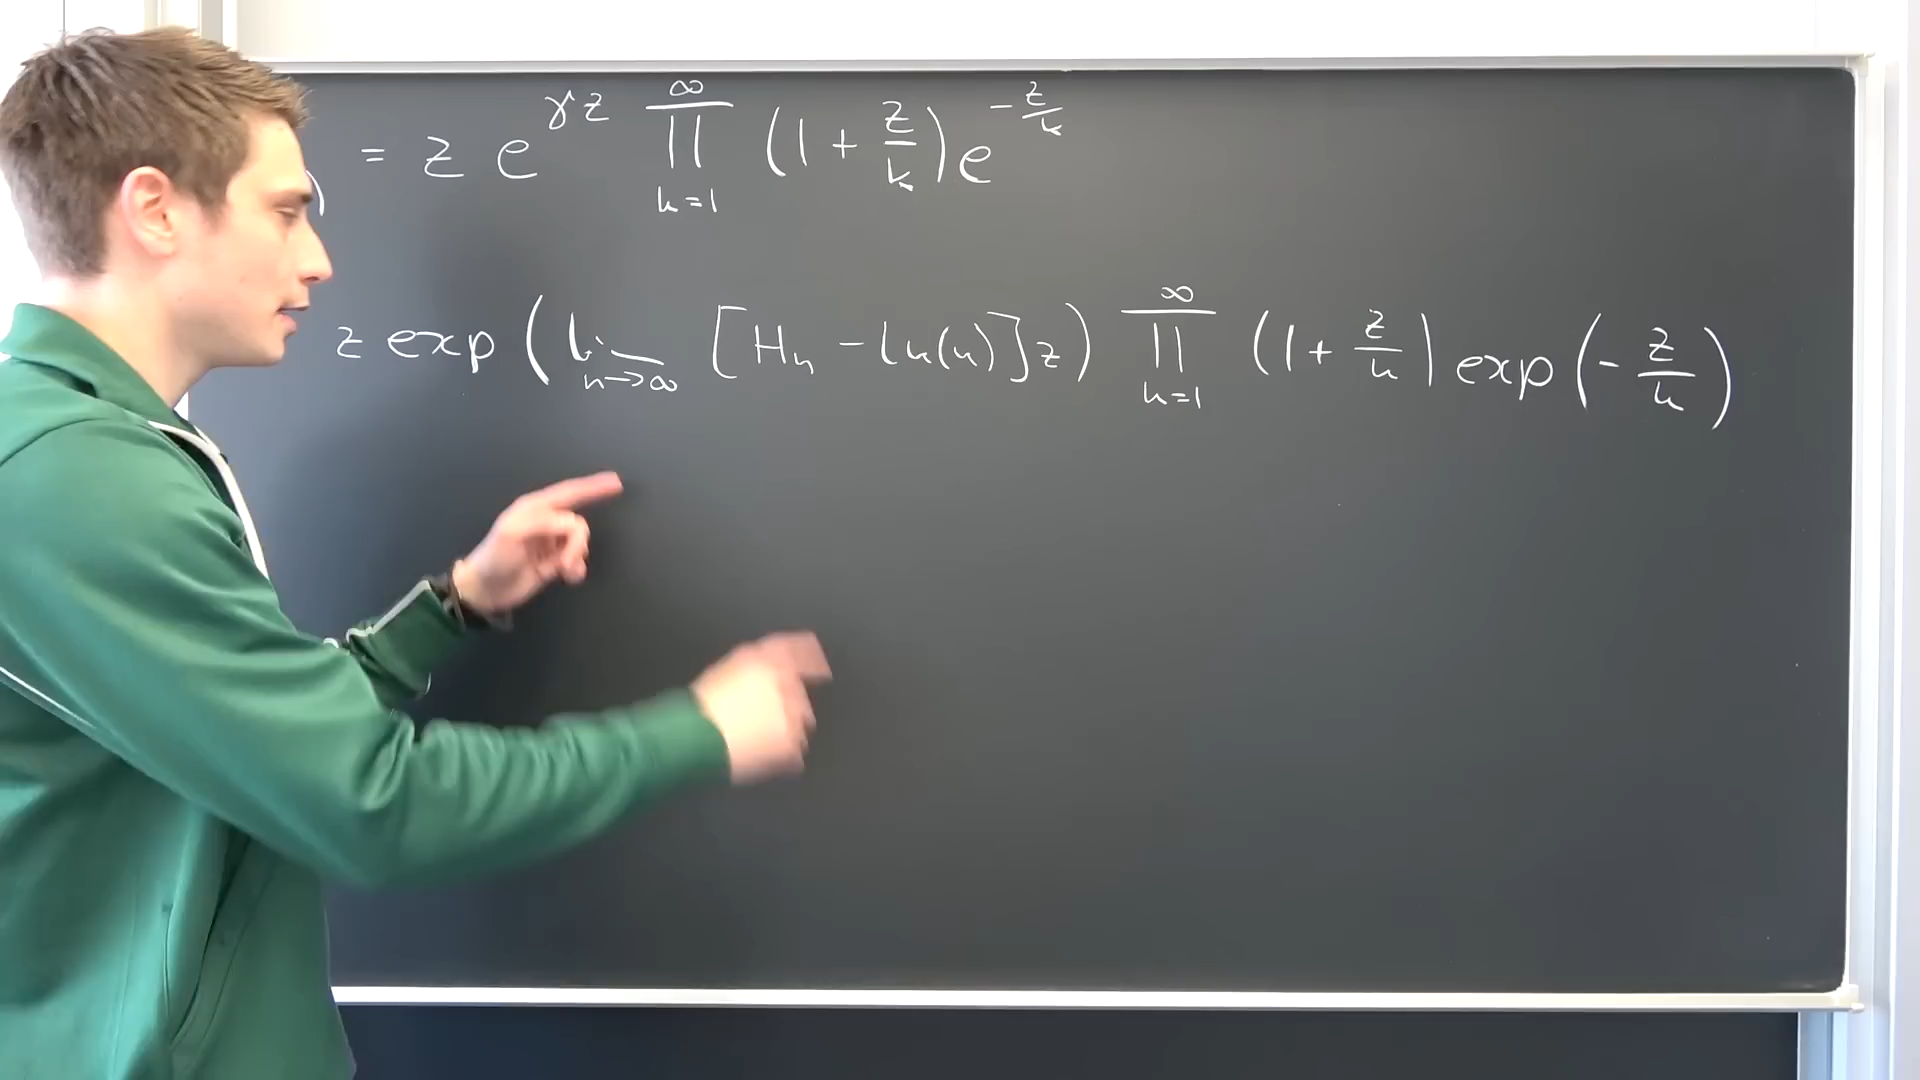 ) = z e^{γz} ∏_{k=1}^{∞} (1 + z/k) e^{-z/k}
z exp( lim_{n→∞} [H_n - ln(n)] z ) ∏_{k=1}^{∞} (1 + z/k) exp( - z/k )